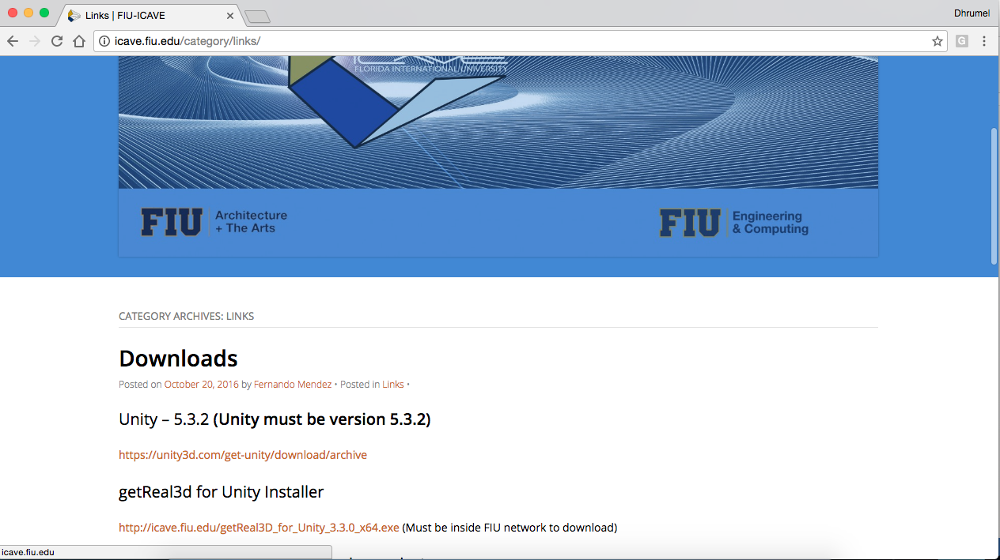 Links | FIU-ICAVE
Dhrumel
icave.fiu.edu/category/links/
G
FLORIDA INTERNATIONAL UNIVERSITY
FIU Architecture + The Arts
FIU Engineering & Computing
CATEGORY ARCHIVES: LINKS
Downloads
Posted on October 20, 2016 by Fernando Mendez • Posted in Links •
Unity – 5.3.2 (Unity must be version 5.3.2)
https://unity3d.com/get-unity/download/archive
getReal3d for Unity Installer
http://icave.fiu.edu/getReal3D_for_Unity_3.3.0_x64.exe (Must be inside FIU network to download)
icave.fiu.edu